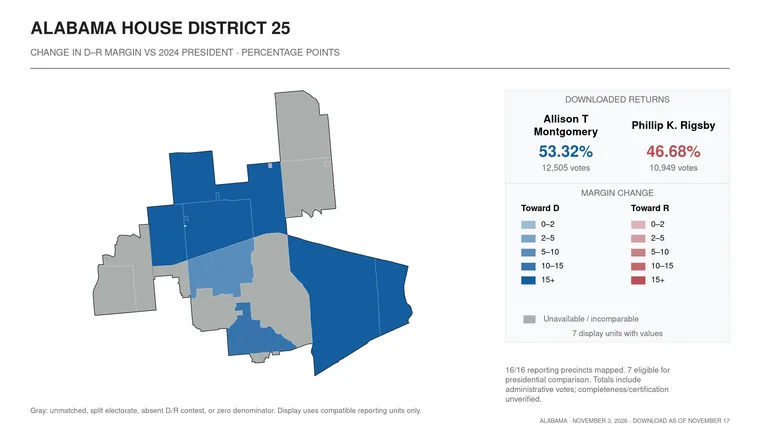 ALABAMA HOUSE DISTRICT 25
CHANGE IN D–R MARGIN VS 2024 PRESIDENT · PERCENTAGE POINTS
DOWNLOADED RETURNS
Allison T
Montgomery
Phillip K. Rigsby
53.32%
46.68%
12,505 votes
10,949 votes
MARGIN CHANGE
Toward D
Toward R
0–2
0–2
2–5
2–5
5–10
5–10
10–15
10–15
15+
15+
Unavailable / incomparable
7 display units with values
16/16 reporting precincts mapped. 7 eligible for
presidential comparison. Totals include
administrative votes; completeness/certification
unverified.
Gray: unmatched, split electorate, absent D/R contest, or zero denominator. Display uses compatible reporting units only.
ALABAMA · NOVEMBER 3, 2026 · DOWNLOAD AS OF NOVEMBER 17